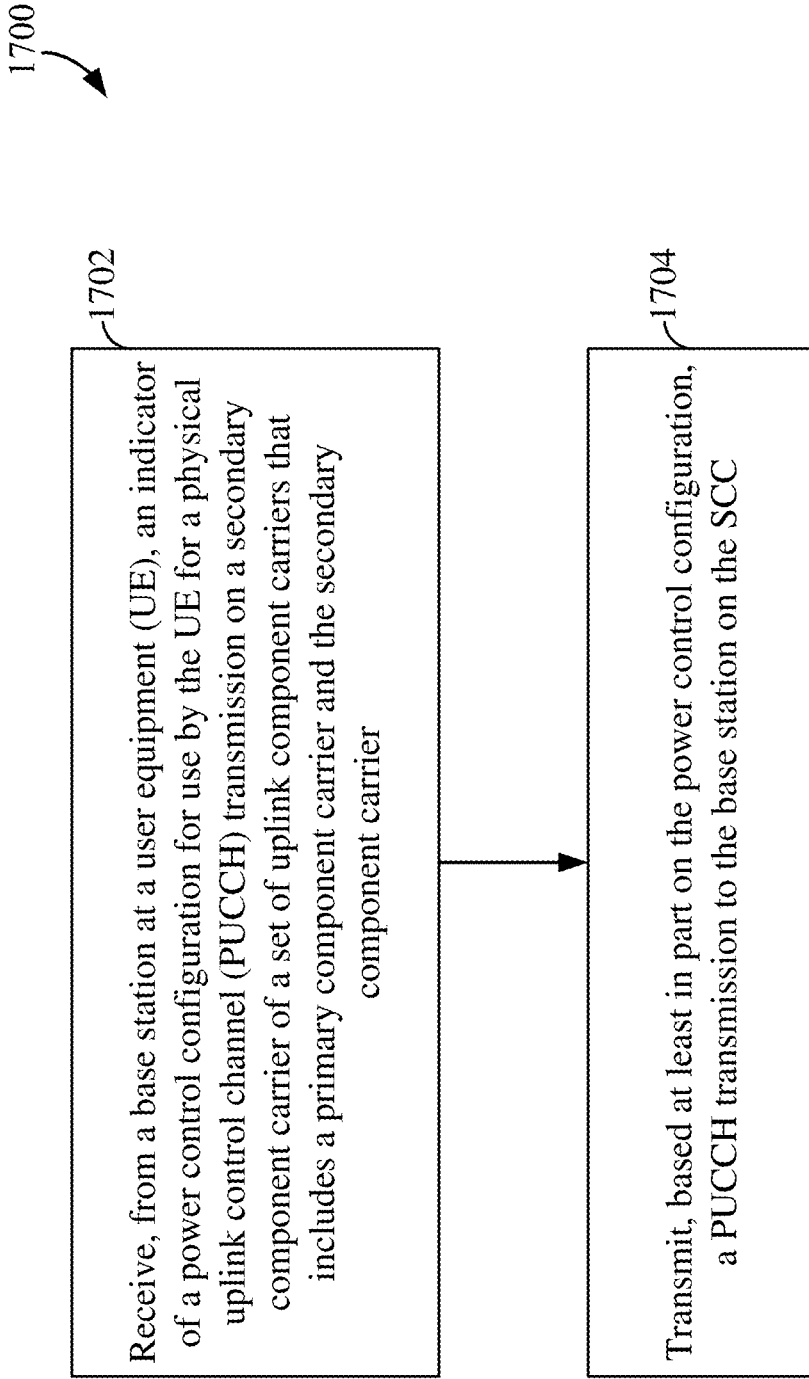 1700
1702
Receive, from a base station at a user equipment (UE), an indicator
of a power control configuration for use by the UE for a physical
uplink control channel (PUCCH) transmission on a secondary
component carrier of a set of uplink component carriers that
includes a primary component carrier and the secondary
component carrier
1704
Transmit, based at least in part on the power control configuration,
a PUCCH transmission to the base station on the SCC